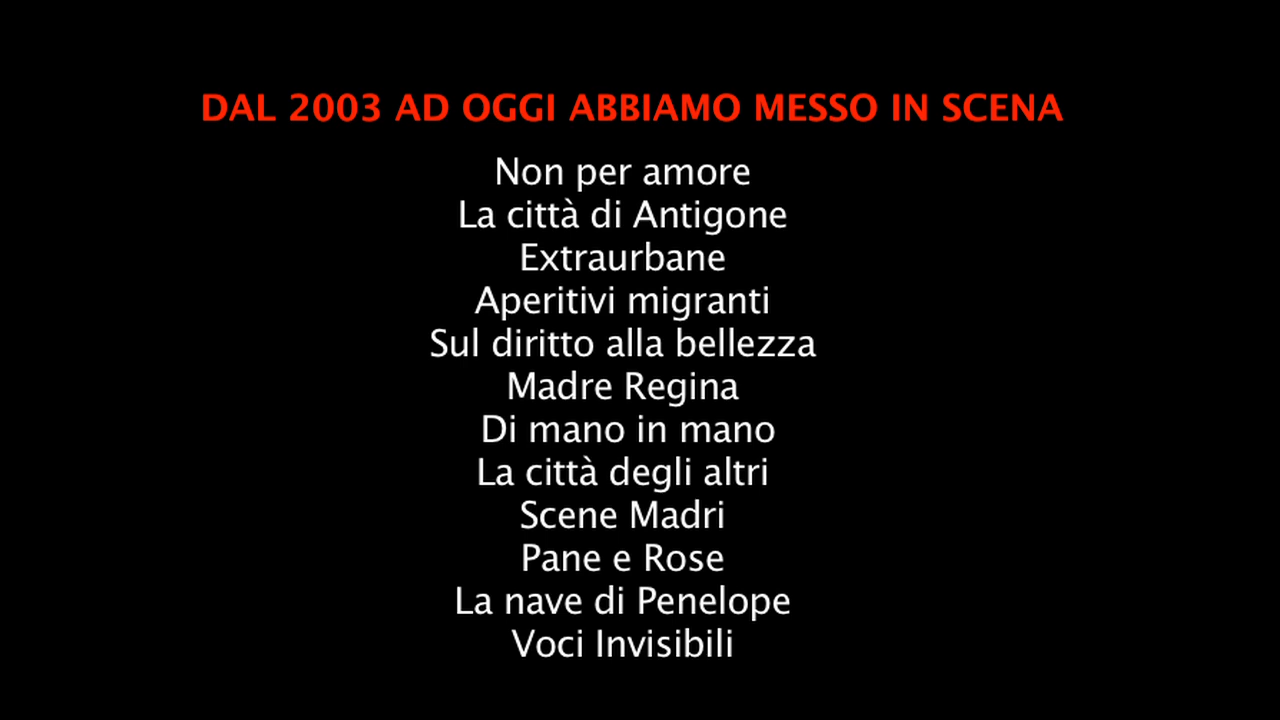 DAL 2003 AD OGGI ABBIAMO MESSO IN SCENA
Non per amore
La città di Antigone
Extraurbane
Aperitivi migranti
Sul diritto alla bellezza
Madre Regina
Di mano in mano
La città degli altri
Scene Madri
Pane e Rose
La nave di Penelope
Voci Invisibili